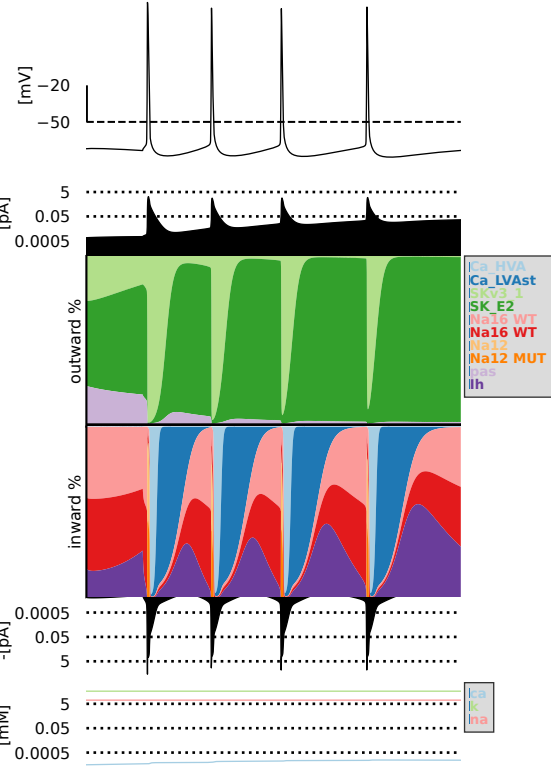 [mV]
−20
−50
[pA]
5
0.05
0.0005
outward %
Ca_HVA
Ca_LVAst
SKv3_1
SK_E2
Na16 WT
Na16 WT
Na12
Na12 MUT
pas
Ih
inward %
-[pA]
0.0005
0.05
5
[mM]
5
0.05
0.0005
ca
k
na